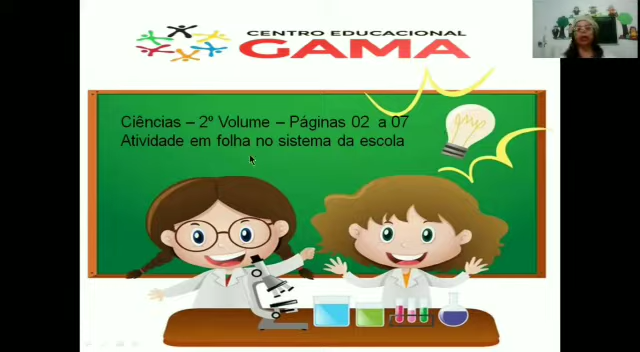 CENTRO EDUCACIONAL
GAMA
Ciências – 2º Volume – Páginas 02 a 07
Atividade em folha no sistema da escola